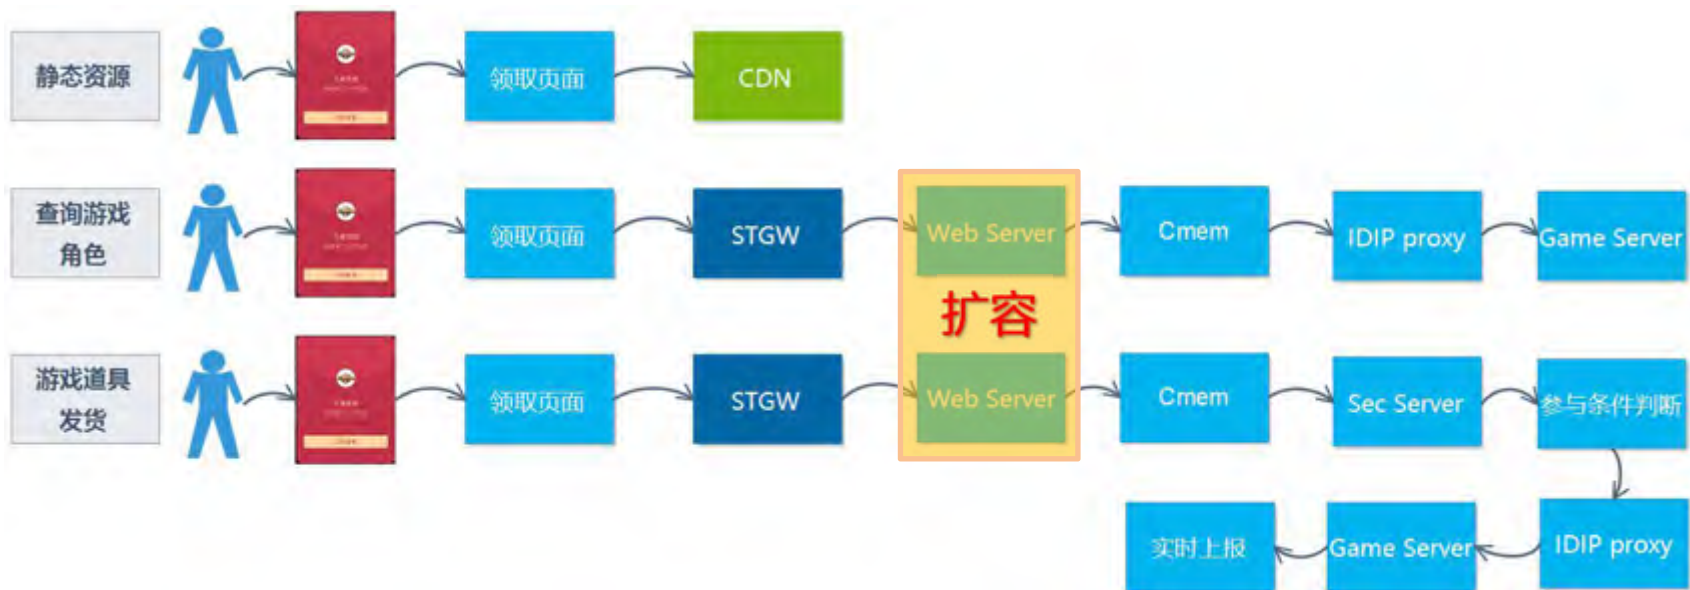 静态资源
领取页面
CDN
查询游戏
角色
领取页面
STGW
Web Server
Cmem
IDIP proxy
Game Server
扩容
游戏道具
发货
领取页面
STGW
Web Server
Cmem
Sec Server
参与条件判断
实时上报
Game Server
IDIP proxy